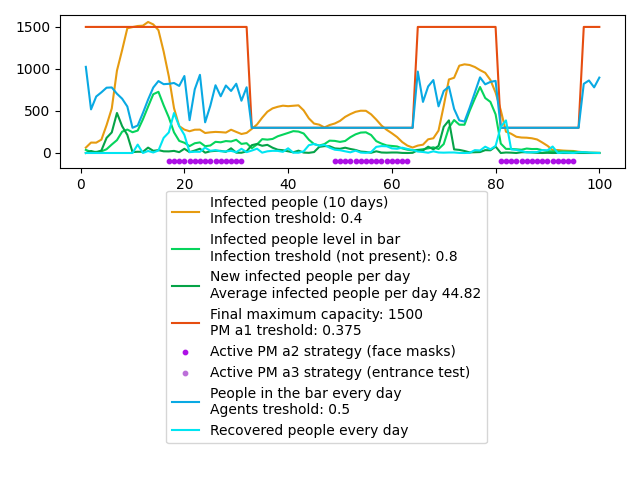 1500
1000
500
0
0 20 40 60 80 100
Infected people (10 days)
Infection treshold: 0.4
Infected people level in bar
Infection treshold (not present): 0.8
New infected people per day
Average infected people per day 44.82
Final maximum capacity: 1500
PM a1 treshold: 0.375
Active PM a2 strategy (face masks)
Active PM a3 strategy (entrance test)
People in the bar every day
Agents treshold: 0.5
Recovered people every day